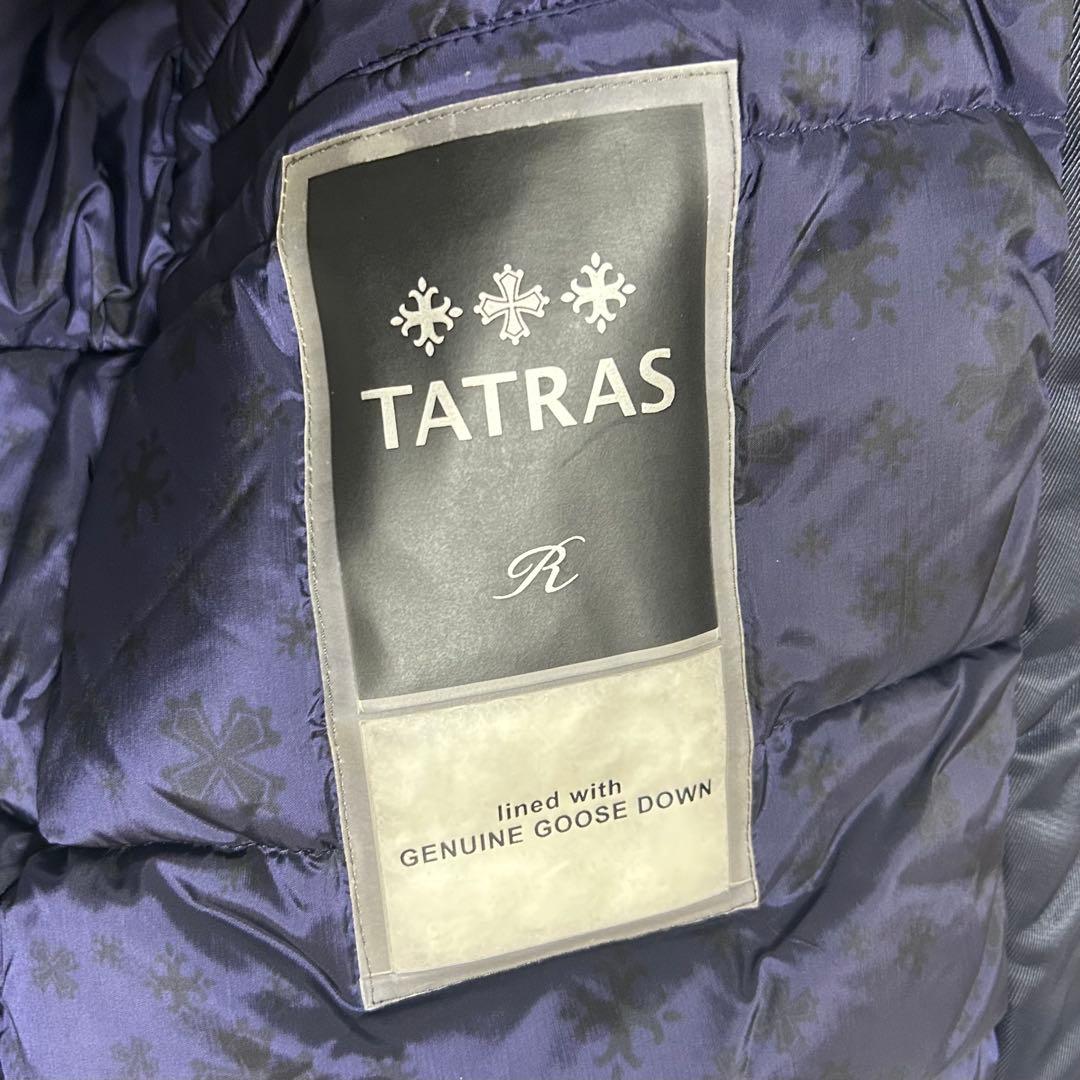 TATRAS
R
lined with
GENUINE GOOSE DOWN